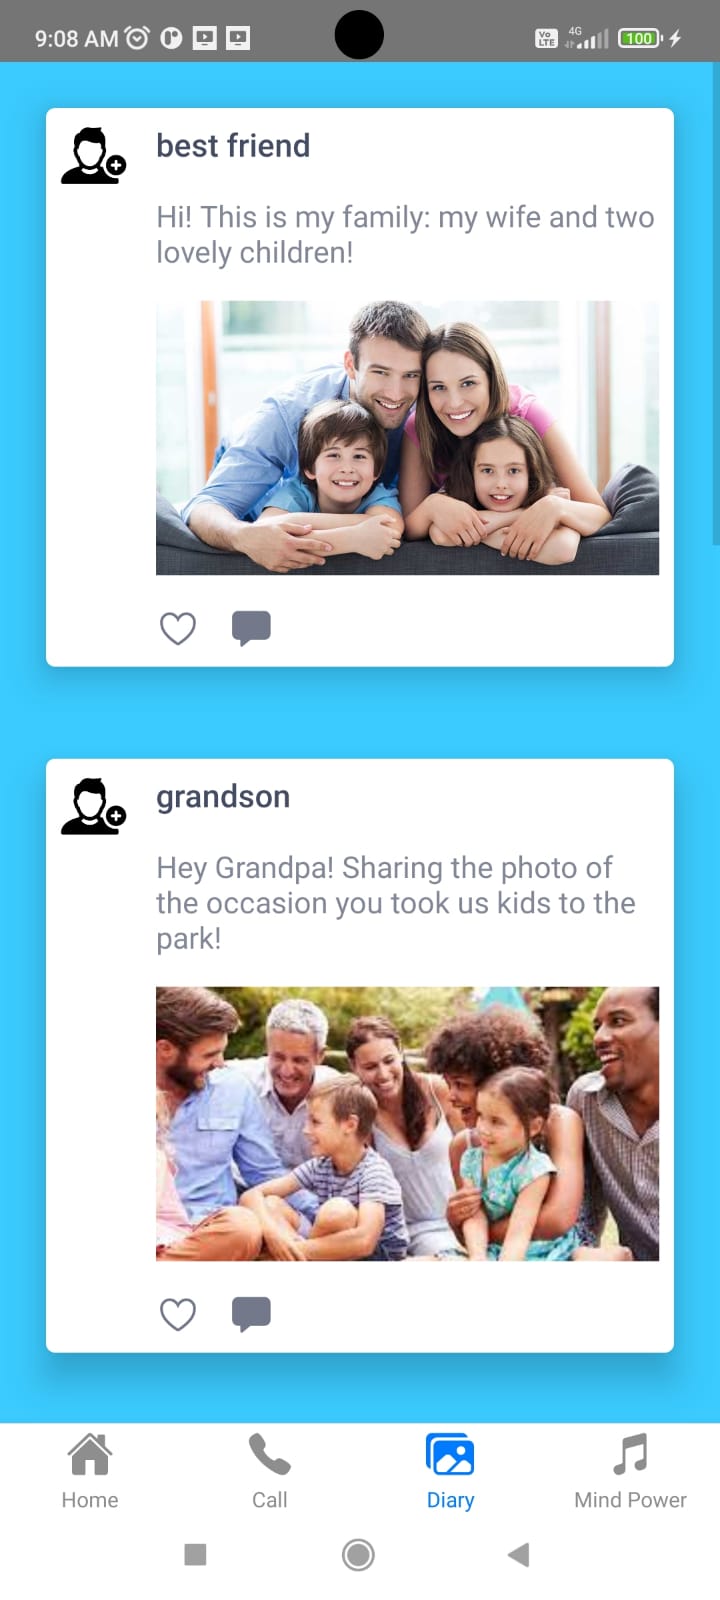 9:08 AM
Vo LTE 4G 100
best friend
Hi! This is my family: my wife and two
lovely children!
grandson
Hey Grandpa! Sharing the photo of
the occasion you took us kids to the
park!
Home Call Diary Mind Power